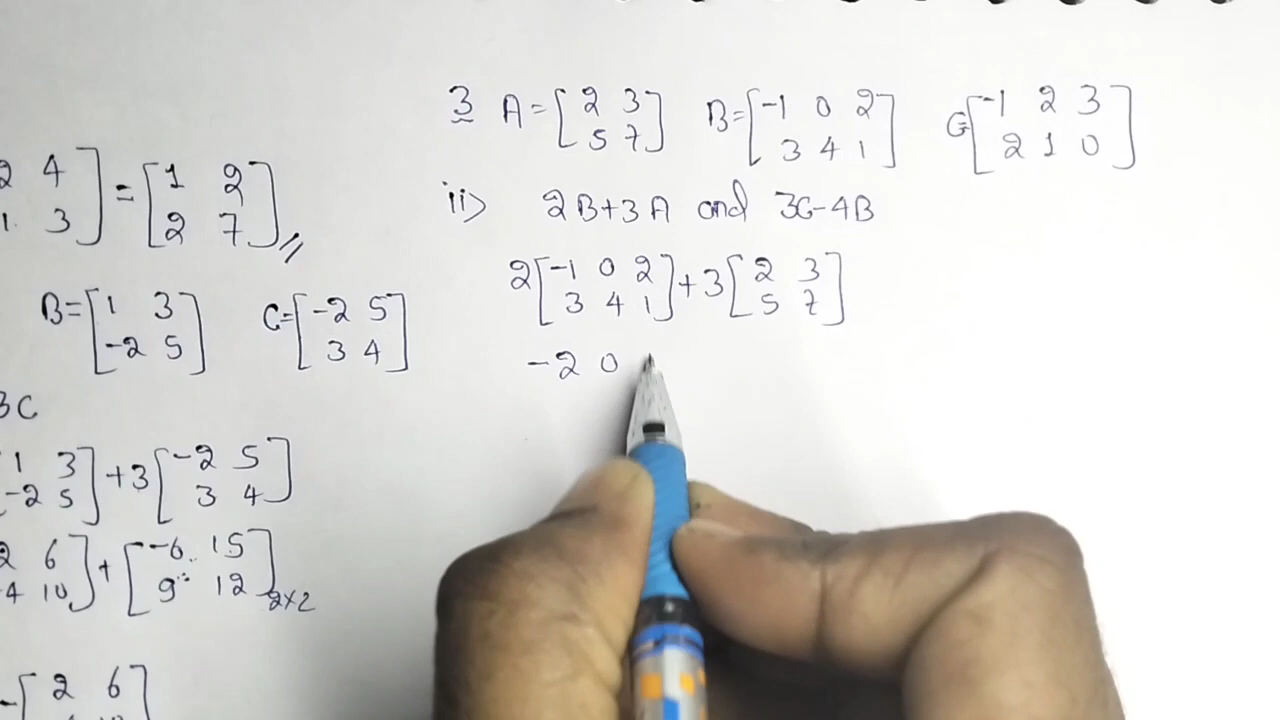 2 4 ] = [ 1 2
1 3 ] [ 2 7 ] //
B = [ 1 3 C = [ -2 5
-2 5 ] 3 4 ]
3C
1 3 ] + 3 [ -2 5
-2 5 ] 3 4 ]
2 6 ] + [ -6 15
-4 10 ] 9 12 ] 2×2
[ 2 6 ]
3 A = [ 2 3 B = [ -1 0 2 C = [ -1 2 3
5 7 ] 3 4 1 ] 2 1 0 ]
ii> 2B+3A and 3C-4B
2 [ -1 0 2 ] + 3 [ 2 3
3 4 1 ] 5 7 ]
-2 0